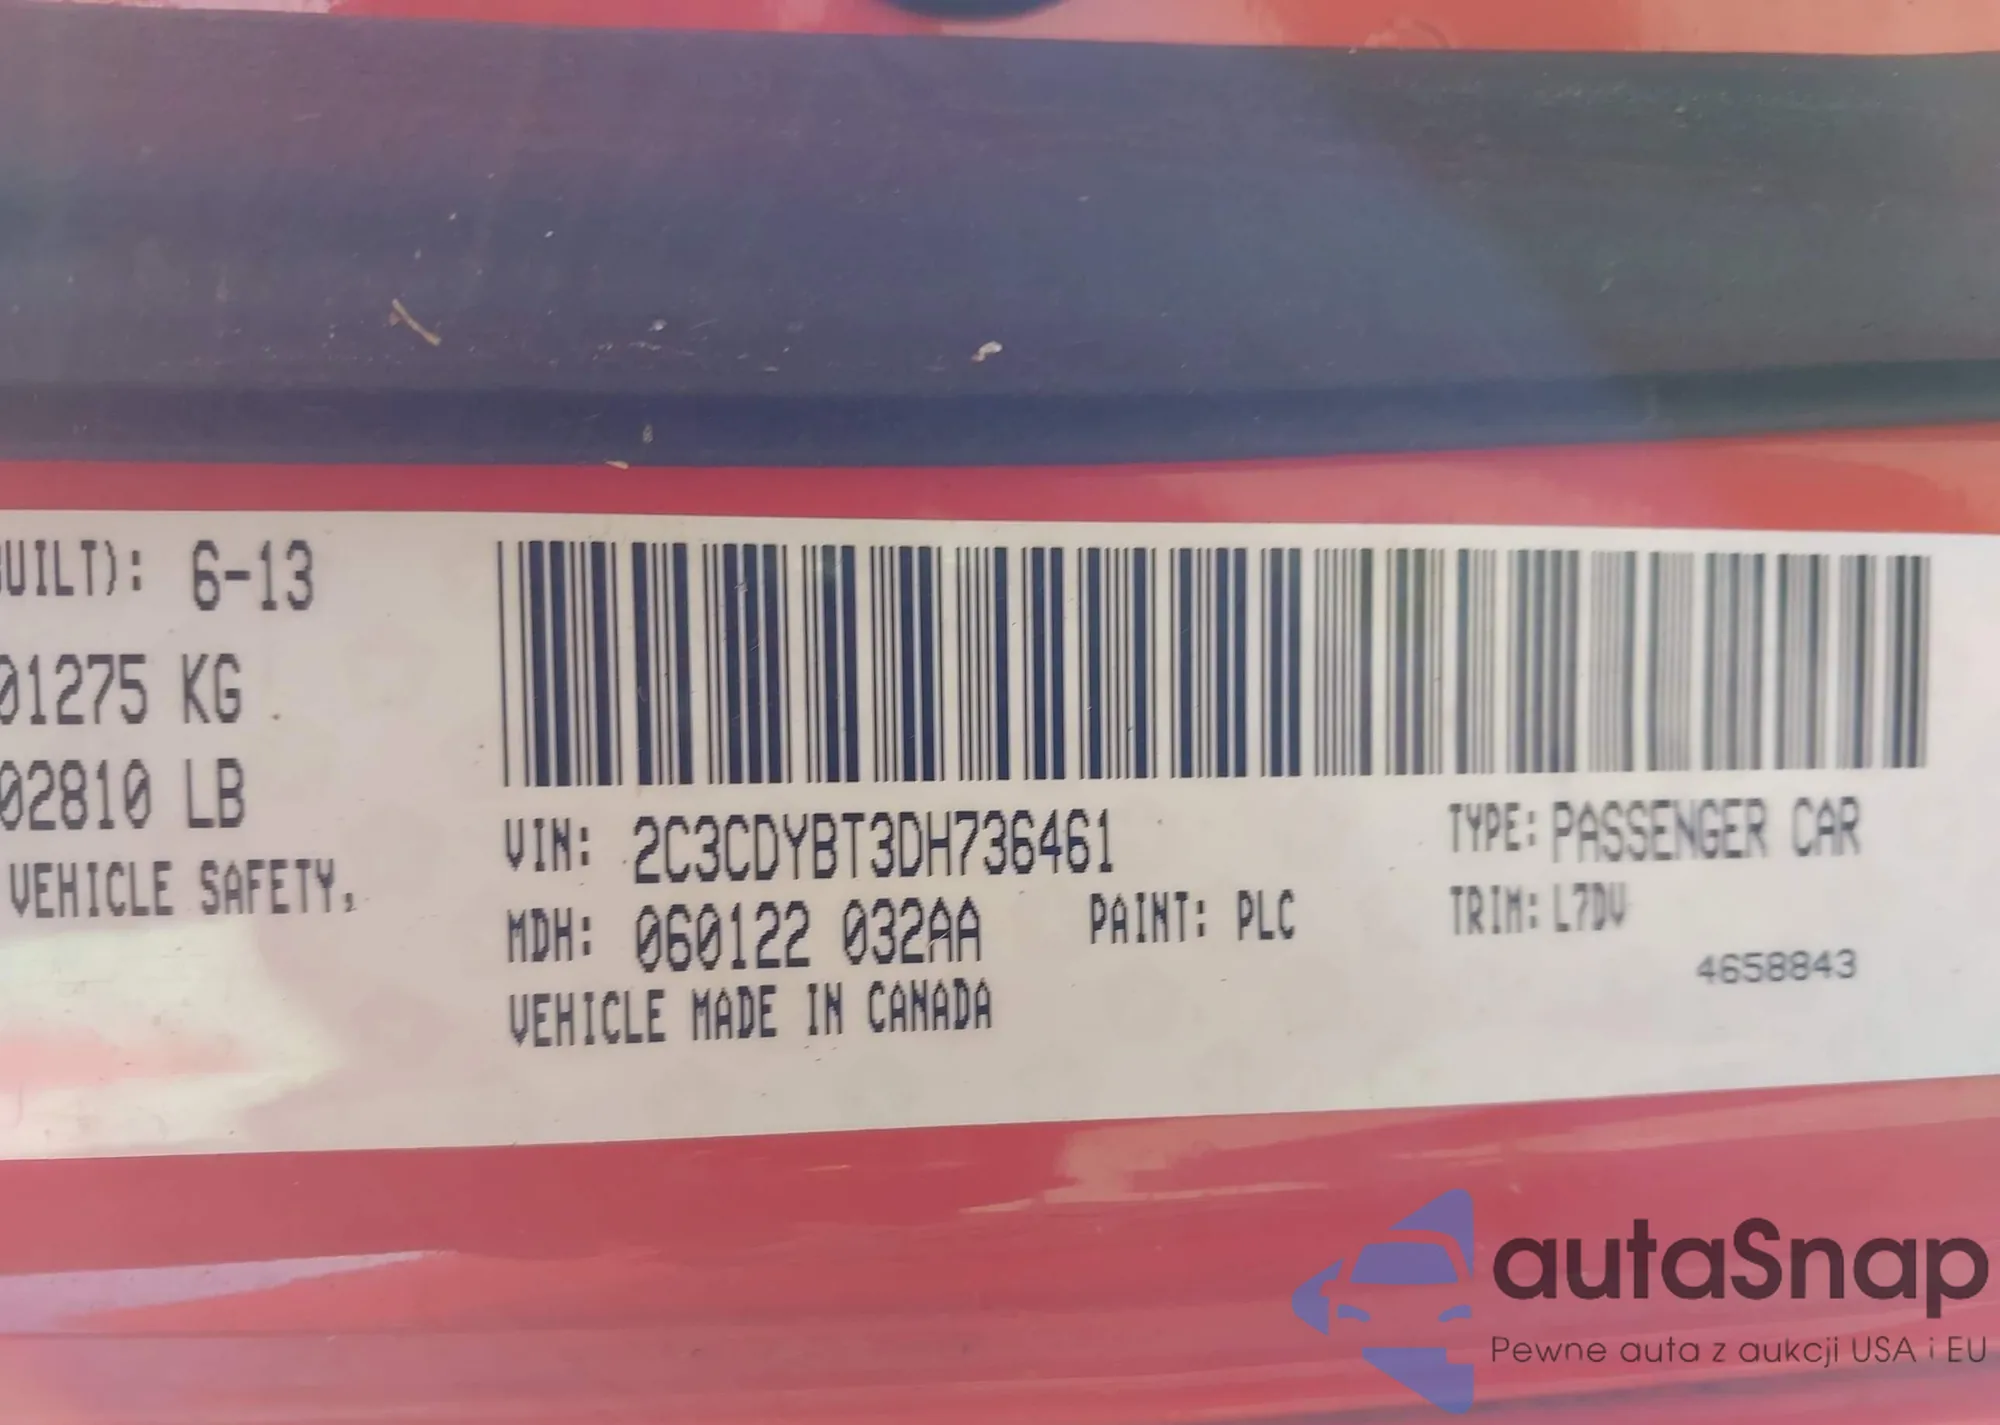 BUILT): 6-13
01275 KG
02810 LB
VEHICLE SAFETY,
VIN: 2C3CDYBT3DH736461
TYPE: PASSENGER CAR
MDH: 060122 032AA
PAINT: PLC
TRIM: L7DV
VEHICLE MADE IN CANADA
4658843
autaSnap
Pewne auta z aukcji USA i EU